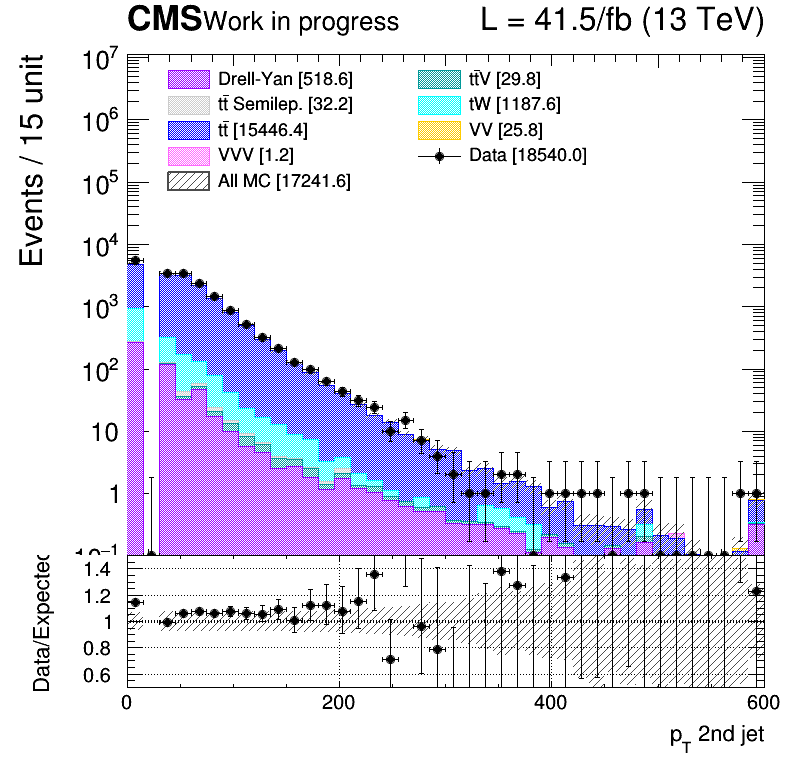 CMS Work in progress L = 41.5/fb (13 TeV)
Events / 15 unit
10⁷
10⁶
10⁵
10⁴
10³
10²
10
1
10⁻¹
Drell-Yan [518.6]
tt̄ Semilep. [32.2]
tt̄ [15446.4]
VVV [1.2]
All MC [17241.6]
tt̄V [29.8]
tW [1187.6]
VV [25.8]
Data [18540.0]
Data/Expected
1.4
1.2
1
0.8
0.6
0 200 400 600
p_T 2nd jet